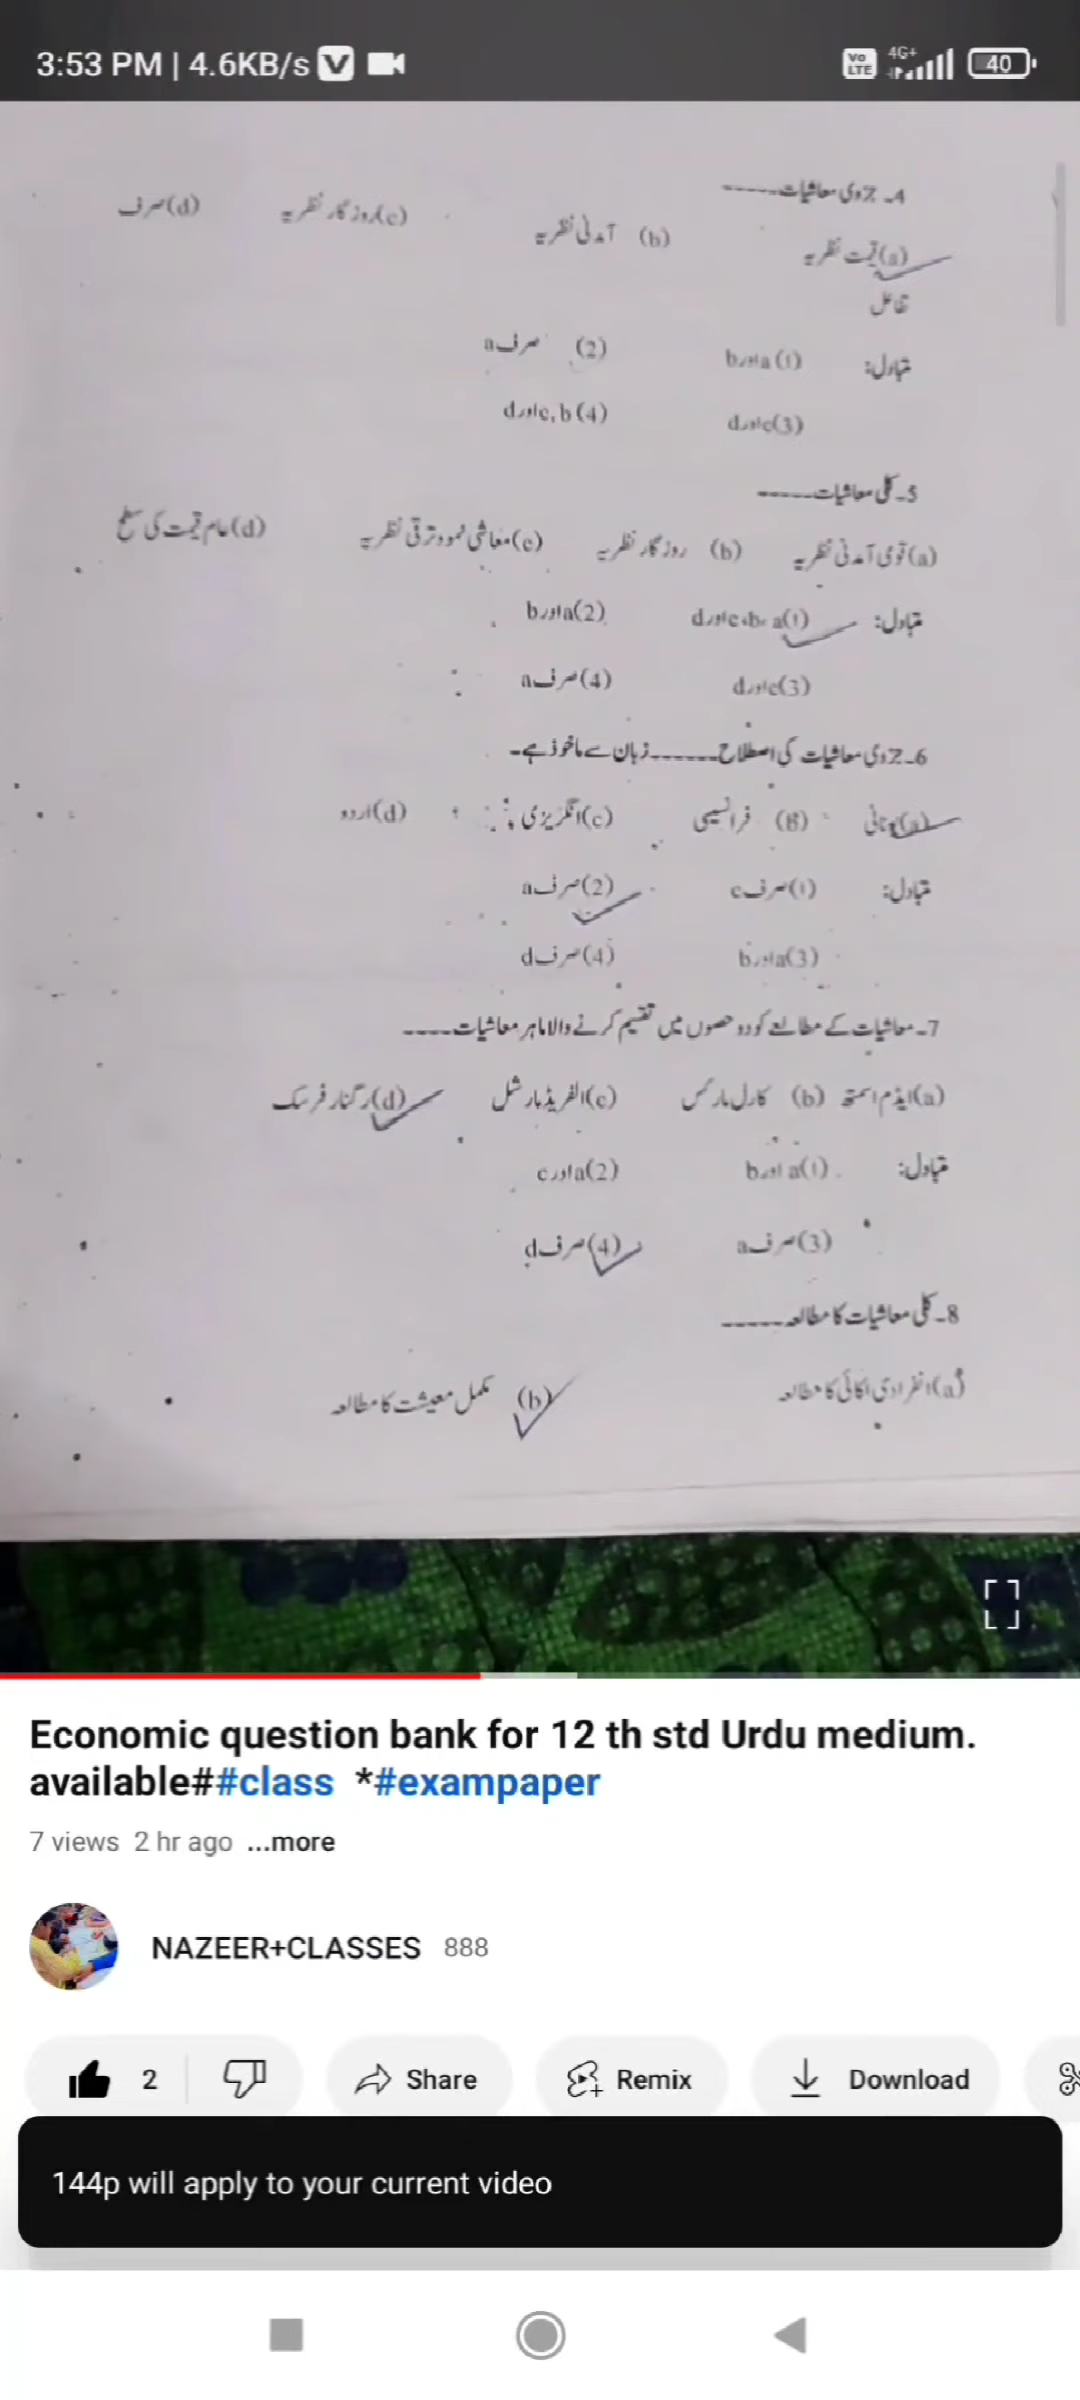 3:53 PM | 4.6KB/s
Vo LTE 4G+ 40
4۔ جزوی معاشیات------
(a) قیمت نظریہ (b) آمدنی نظریہ (c) روزگار نظریہ (d) صرف
تفاعل
متبادل: (1) a اور b (2) صرف a
(3) c اور d (4) c, b اور d
5۔ کلی معاشیات------
(a) قومی آمدنی نظریہ (b) روزگار نظریہ (c) معاشی نمو و ترقی نظریہ (d) عام قیمت کی سطح
متبادل: (1) a، b، c اور d (2) a اور b
(3) c اور d (4) صرف a
6۔ جزوی معاشیات کی اصطلاح ------ زبان سے ماخوذ ہے۔
(a) یونانی (b) فرانسیسی (c) انگریزی (d) اردو
متبادل: (1) صرف c (2) صرف a
(3) a اور b (4) صرف d
7۔ معاشیات کے مطالعے کو دو حصوں میں تقسیم کرنے والا ماہر معاشیات----
(a) ایڈم اسمتھ (b) کارل مارکس (c) الفریڈ مارشل (d) رگنار فرسک
متبادل: (1) a اور b (2) a اور c
(3) صرف a (4) صرف d
8۔ کلی معاشیات کا مطالعہ------
(a) انفرادی اکائی کا مطالعہ (b) مکمل معیشت کا مطالعہ
Economic question bank for 12 th std Urdu medium.
available##class *#exampaper
7 views 2 hr ago ...more
NAZEER+CLASSES 888
2 Share Remix Download
144p will apply to your current video